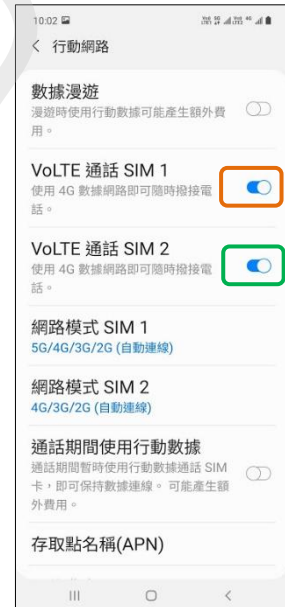 10:02
行動網路
數據漫遊
漫遊時使用行動數據可能產生額外費
用。
VoLTE 通話 SIM 1
使用 4G 數據網路即可隨時撥接電
話。
VoLTE 通話 SIM 2
使用 4G 數據網路即可隨時撥接電
話。
網路模式 SIM 1
5G/4G/3G/2G (自動連線)
網路模式 SIM 2
4G/3G/2G (自動連線)
通話期間使用行動數據
通話期間暫時使用行動數據通話 SIM
卡，即可保持數據連線。 可能產生額
外費用。
存取點名稱(APN)